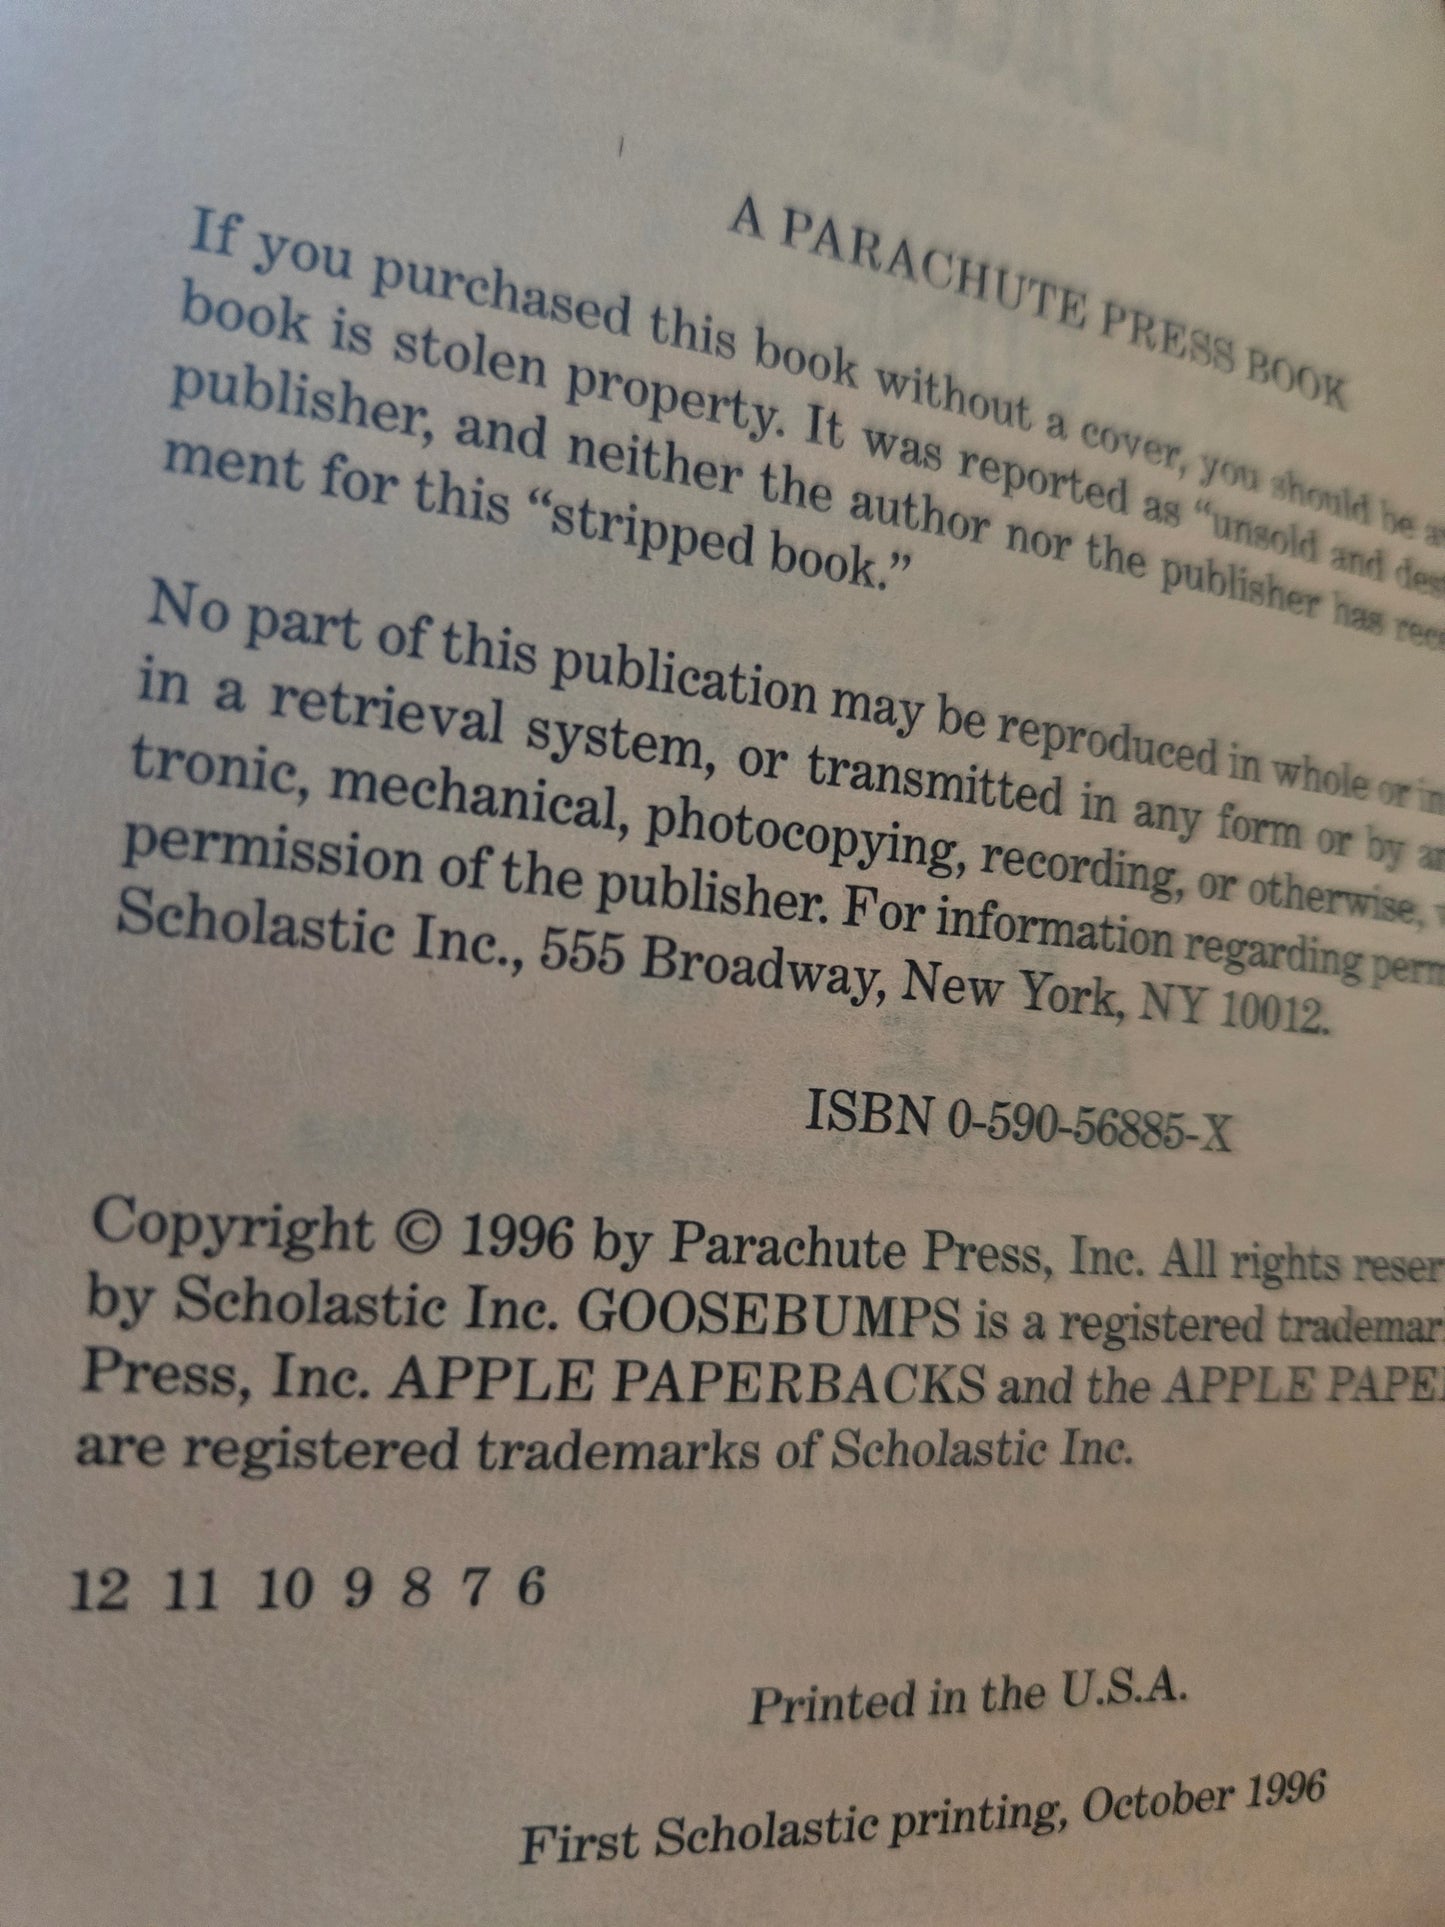 A PARACHUTE PRESS BOOK
If you purchased this book without a cover, you should be
book is stolen property. It was reported as “unsold and
publisher, and neither the author nor the publisher has
ment for this “stripped book.”
No part of this publication may be reproduced in whole or in
in a retrieval system, or transmitted in any form or by
tronic, mechanical, photocopying, recording, or otherwise,
permission of the publisher. For information regarding
Scholastic Inc., 555 Broadway, New York, NY 10012.
ISBN 0-590-56885-X
Copyright © 1996 by Parachute Press, Inc. All rights
by Scholastic Inc. GOOSEBUMPS is a registered
Press, Inc. APPLE PAPERBACKS and the APPLE
are registered trademarks of Scholastic Inc.
12 11 10 9 8 7 6
Printed in the U.S.A.
First Scholastic printing, October 1996